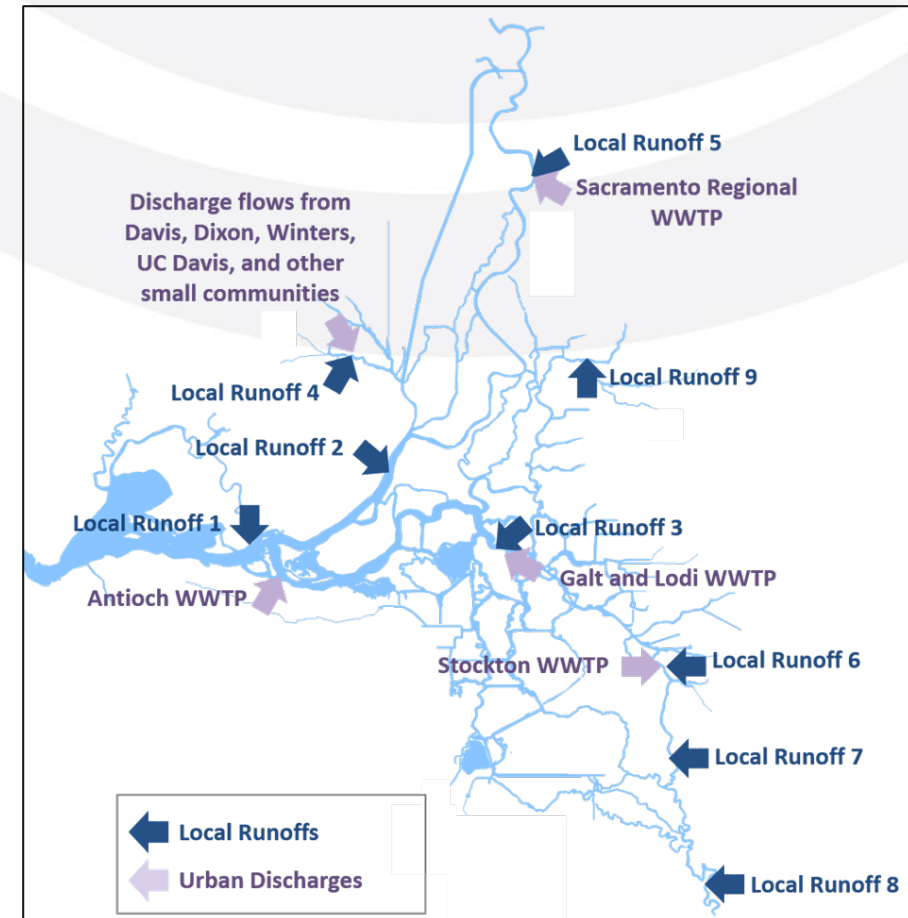 Local Runoff 5
Sacramento Regional
WWTP
Discharge flows from
Davis, Dixon, Winters,
UC Davis, and other
small communities
Local Runoff 4
Local Runoff 9
Local Runoff 2
Local Runoff 1
Local Runoff 3
Antioch WWTP
Galt and Lodi WWTP
Stockton WWTP
Local Runoff 6
Local Runoff 7
Local Runoffs
Urban Discharges
Local Runoff 8